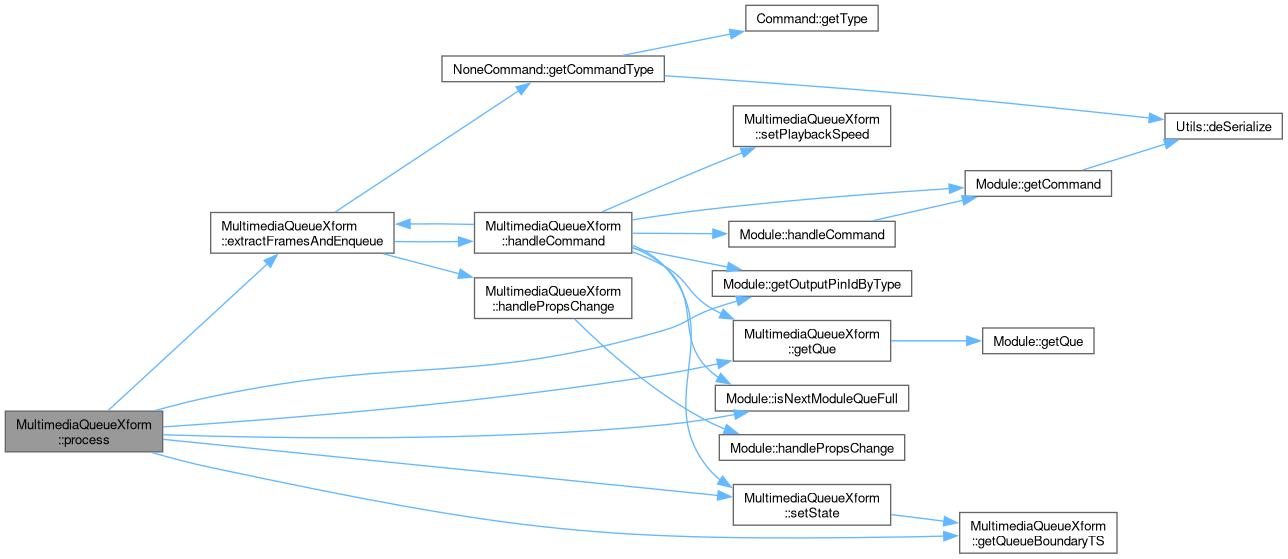 Command::getType
NoneCommand::getCommandType
MultimediaQueueXform
::setPlaybackSpeed
Utils::deSerialize
Module::getCommand
MultimediaQueueXform
::extractFramesAndEnqueue
MultimediaQueueXform
::handleCommand
Module::handleCommand
Module::getOutputPinIdByType
MultimediaQueueXform
::handlePropsChange
MultimediaQueueXform
::getQue
Module::getQue
Module::isNextModuleQueFull
MultimediaQueueXform
::process
Module::handlePropsChange
MultimediaQueueXform
::setState
MultimediaQueueXform
::getQueueBoundaryTS